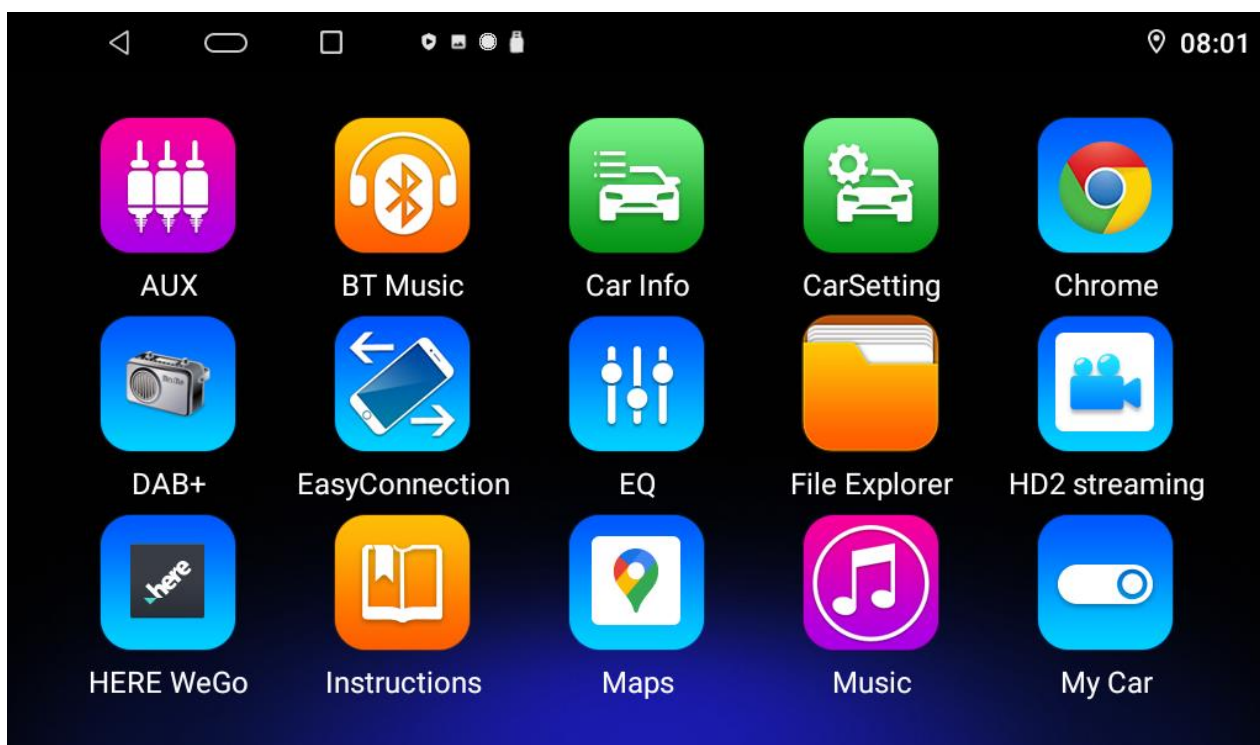 08:01
AUX BT Music Car Info CarSetting Chrome
DAB+ EasyConnection EQ File Explorer HD2 streaming
here
HERE WeGo Instructions Maps Music My Car